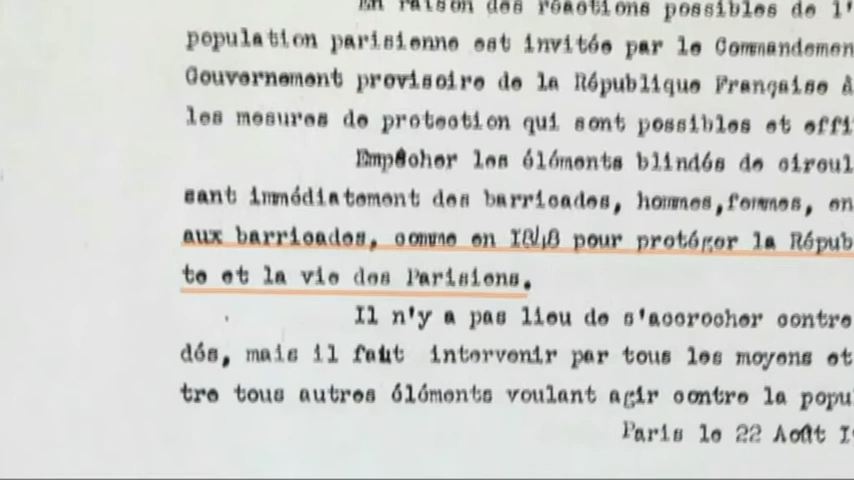 En raison des réactions possibles de l'
population parisienne est invitée par le Commandemen
Gouvernement provisoire de la République Française à
les mesures de protection qui sont possibles et effi
Empêcher les éléments blindés de circul
sant immédiatement des barricades, hommes,femmes, en
aux barricades, comme en I848 pour protéger la Répub
te et la vie des Parisiens.
Il n'y a pas lieu de s'accrocher contre
dés, mais il faut intervenir par tous les moyens et
tre tous autres éléments voulant agir contre la popu
Paris le 22 Août I9